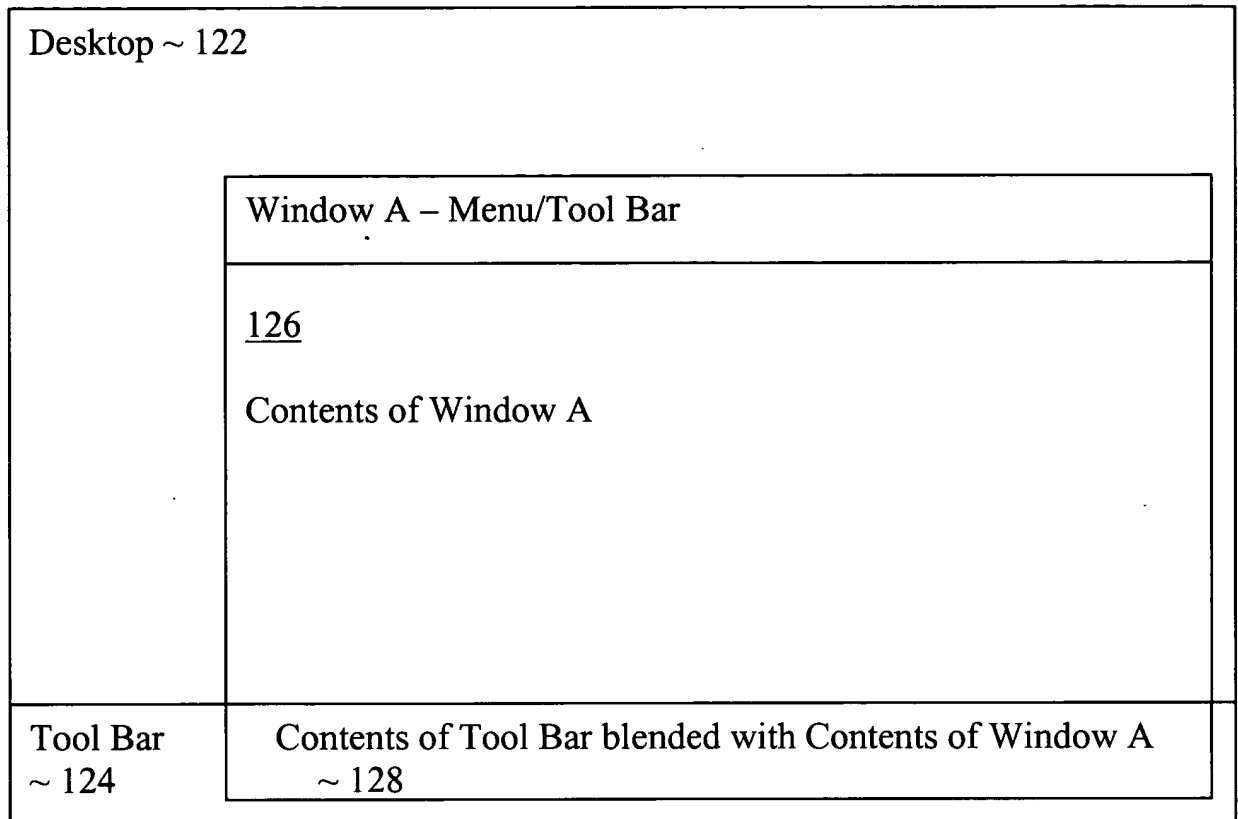 Desktop ~ 122
Window A – Menu/Tool Bar
126
Contents of Window A
Tool Bar
~ 124
Contents of Tool Bar blended with Contents of Window A
~ 128